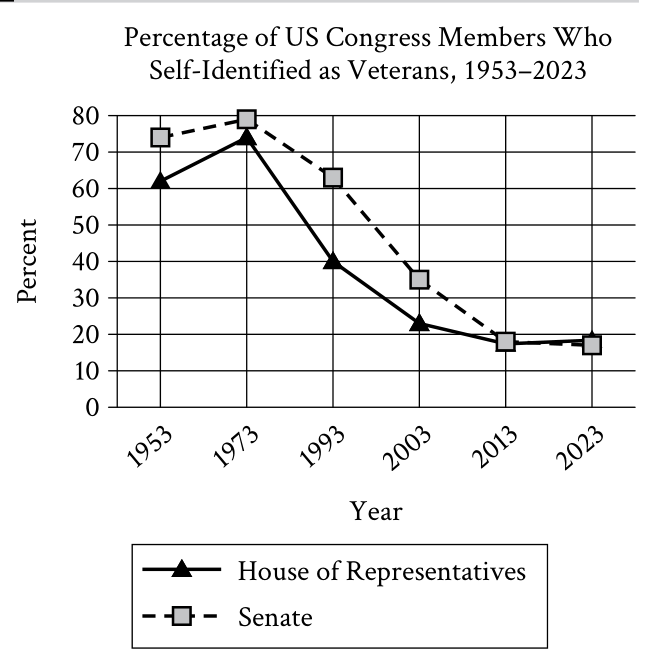 Percentage of US Congress Members Who
Self-Identified as Veterans, 1953–2023
80
70
60
50
40
30
20
10
0
Percent
1953
1973
1993
2003
2013
2023
Year
House of Representatives
Senate